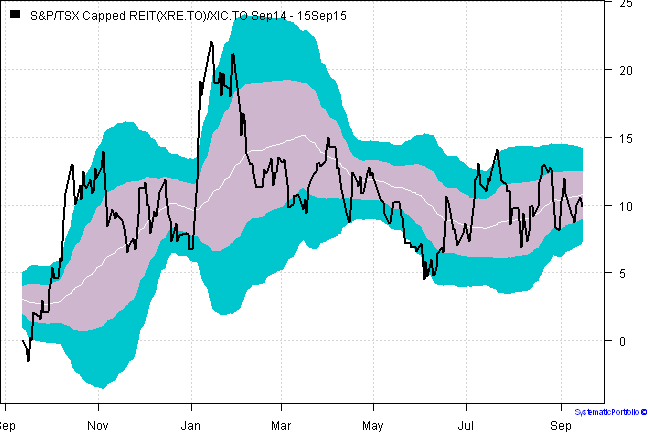 S&P/TSX Capped REIT(XRE.TO)/XIC.TO Sep14 - 15Sep15
25
20
15
10
5
0
Sep Nov Jan Mar May Jul Sep
SystematicPortfolio ©